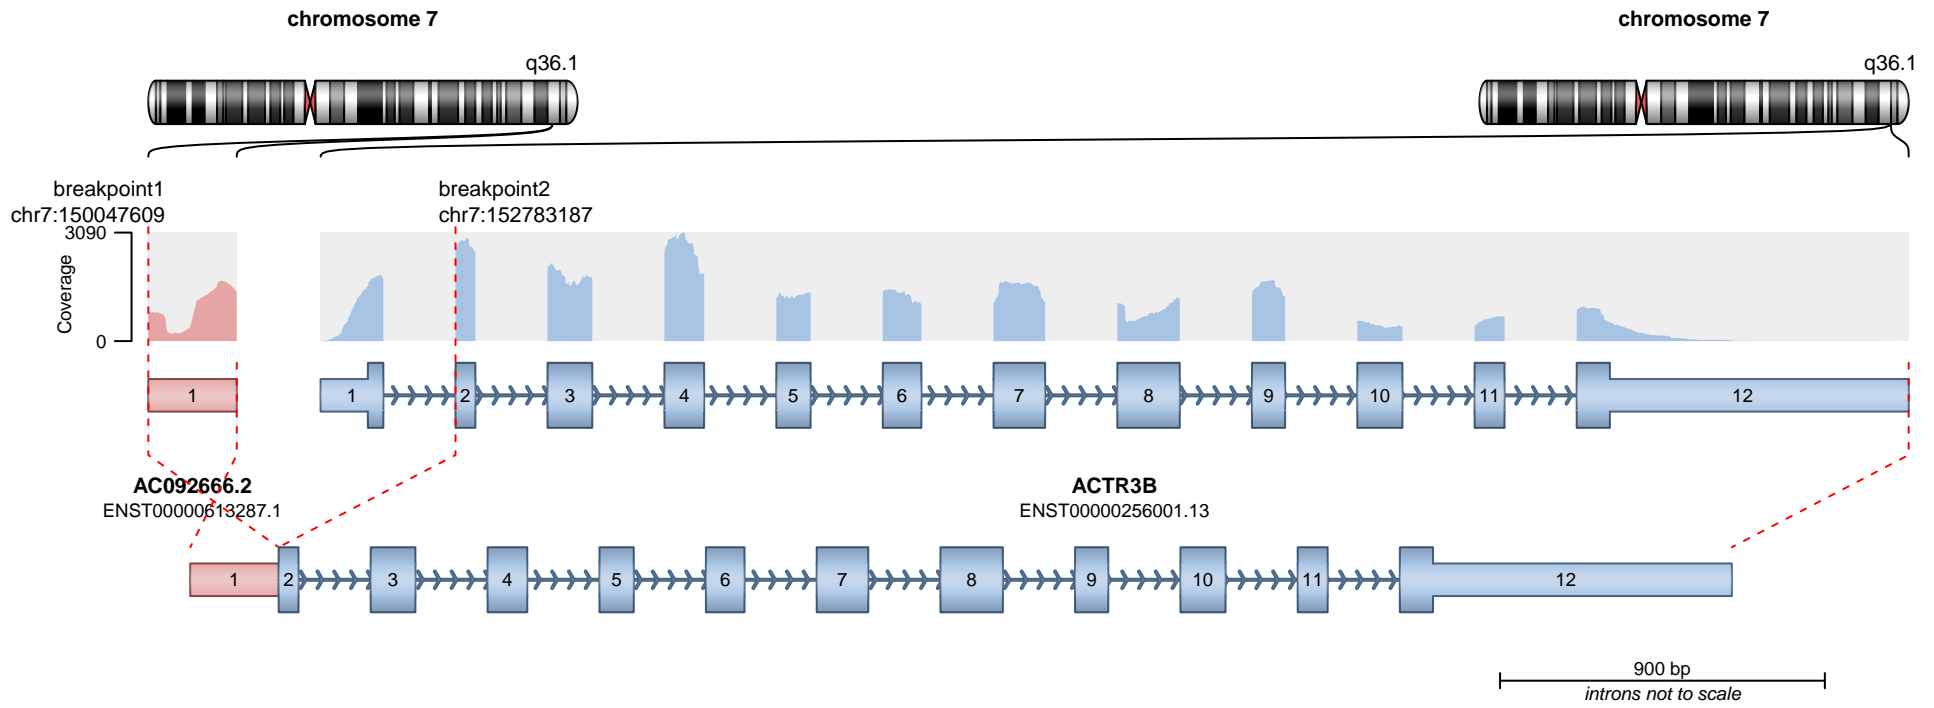 chromosome 7
chromosome 7
q36.1
q36.1
breakpoint1
chr7:150047609
breakpoint2
chr7:152783187
3090
Coverage
0
1
1
2
3
4
5
6
7
8
9
10
11
12
AC092666.2
ENST00000613287.1
ACTR3B
ENST00000256001.13
1
2
3
4
5
6
7
8
9
10
11
12
900 bp
introns not to scale